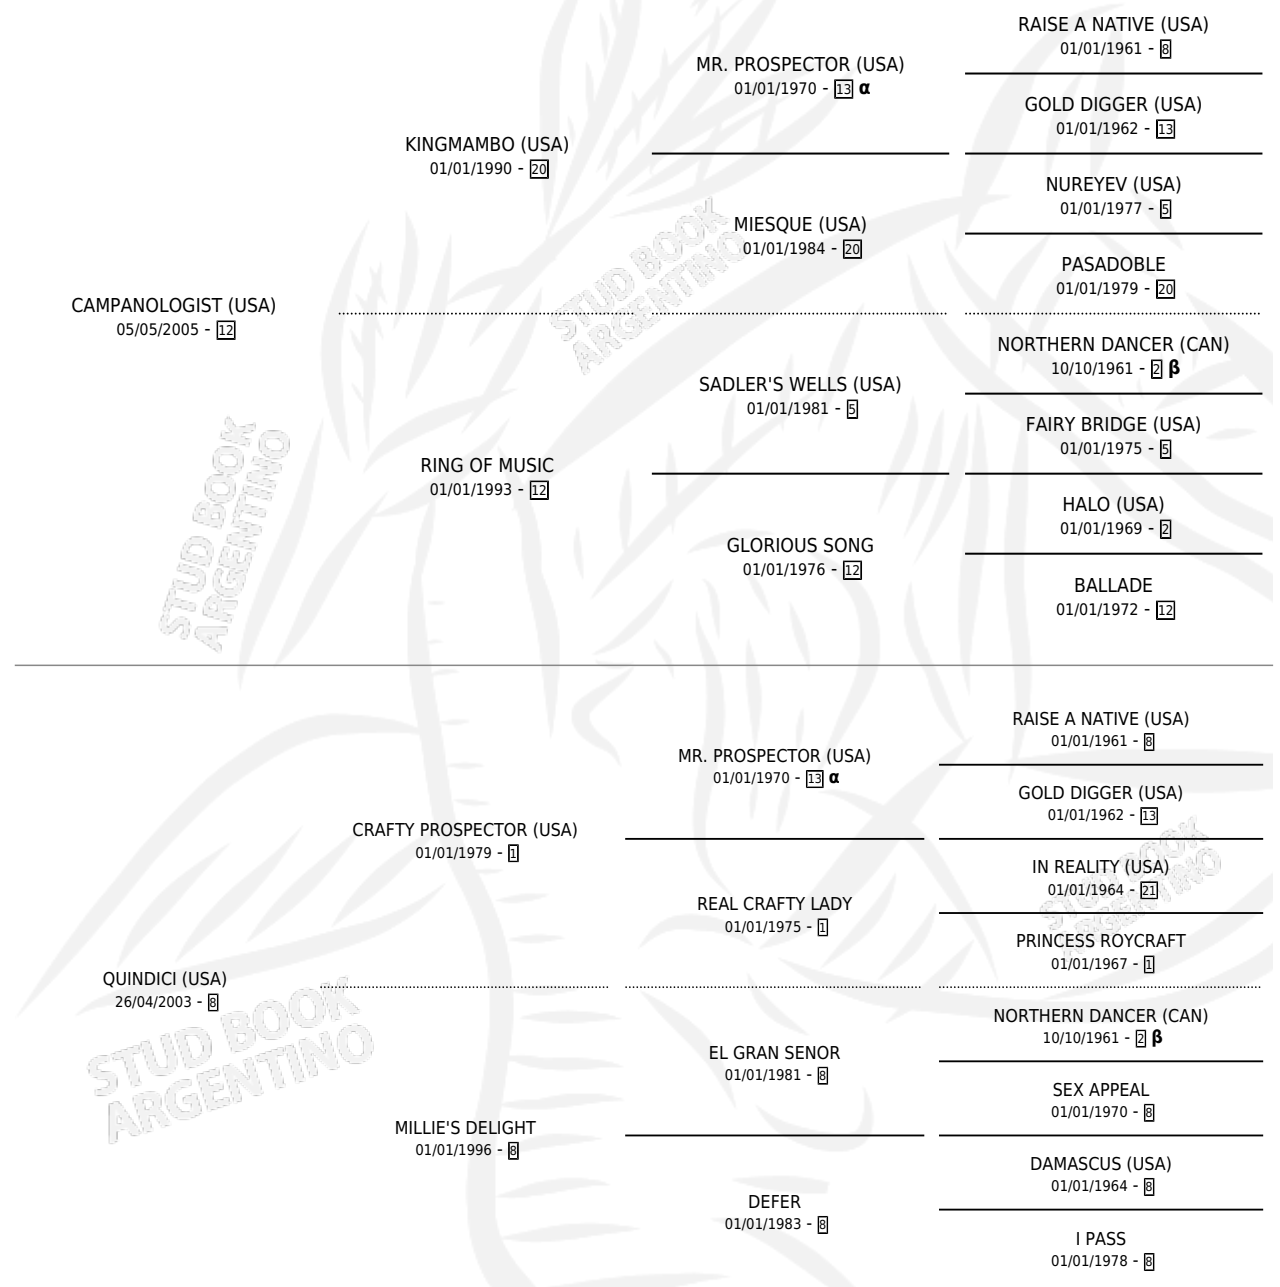 RAISE A NATIVE (USA)
01/01/1961 - 8
MR. PROSPECTOR (USA)
01/01/1970 - 13 α
GOLD DIGGER (USA)
01/01/1962 - 13
KINGMAMBO (USA)
01/01/1990 - 20
NUREYEV (USA)
01/01/1977 - 5
MIESQUE (USA)
01/01/1984 - 20
PASADOBLE
01/01/1979 - 20
CAMPANOLOGIST (USA)
05/05/2005 - 12
NORTHERN DANCER (CAN)
10/10/1961 - 2 β
SADLER'S WELLS (USA)
01/01/1981 - 5
FAIRY BRIDGE (USA)
01/01/1975 - 5
RING OF MUSIC
01/01/1993 - 12
HALO (USA)
01/01/1969 - 2
GLORIOUS SONG
01/01/1976 - 12
BALLADE
01/01/1972 - 12
STUD BOOK
ARGENTINO
STUD BOOK
ARGENTINO
RAISE A NATIVE (USA)
01/01/1961 - 8
MR. PROSPECTOR (USA)
01/01/1970 - 13 α
GOLD DIGGER (USA)
01/01/1962 - 13
CRAFTY PROSPECTOR (USA)
01/01/1979 - 1
IN REALITY (USA)
01/01/1964 - 21
REAL CRAFTY LADY
01/01/1975 - 1
PRINCESS ROYCRAFT
01/01/1967 - 1
QUINDICI (USA)
26/04/2003 - 8
NORTHERN DANCER (CAN)
10/10/1961 - 2 β
EL GRAN SENOR
01/01/1981 - 8
SEX APPEAL
01/01/1970 - 8
MILLIE'S DELIGHT
01/01/1996 - 8
DAMASCUS (USA)
01/01/1964 - 8
DEFER
01/01/1983 - 8
I PASS
01/01/1978 - 8
STUD BOOK
ARGENTINO
STUD BOOK
ARGENTINO